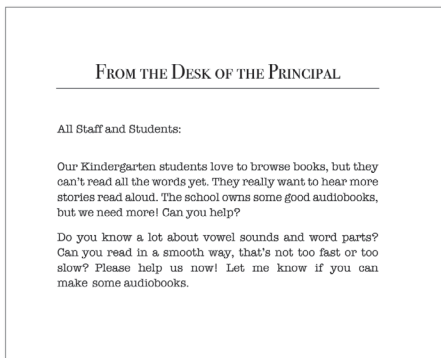 From the Desk of the Principal
All Staff and Students:
Our Kindergarten students love to browse books, but they
can't read all the words yet. They really want to hear more
stories read aloud. The school owns some good audiobooks,
but we need more! Can you help?
Do you know a lot about vowel sounds and word parts?
Can you read in a smooth way, that's not too fast or too
slow? Please help us now! Let me know if you can
make some audiobooks.